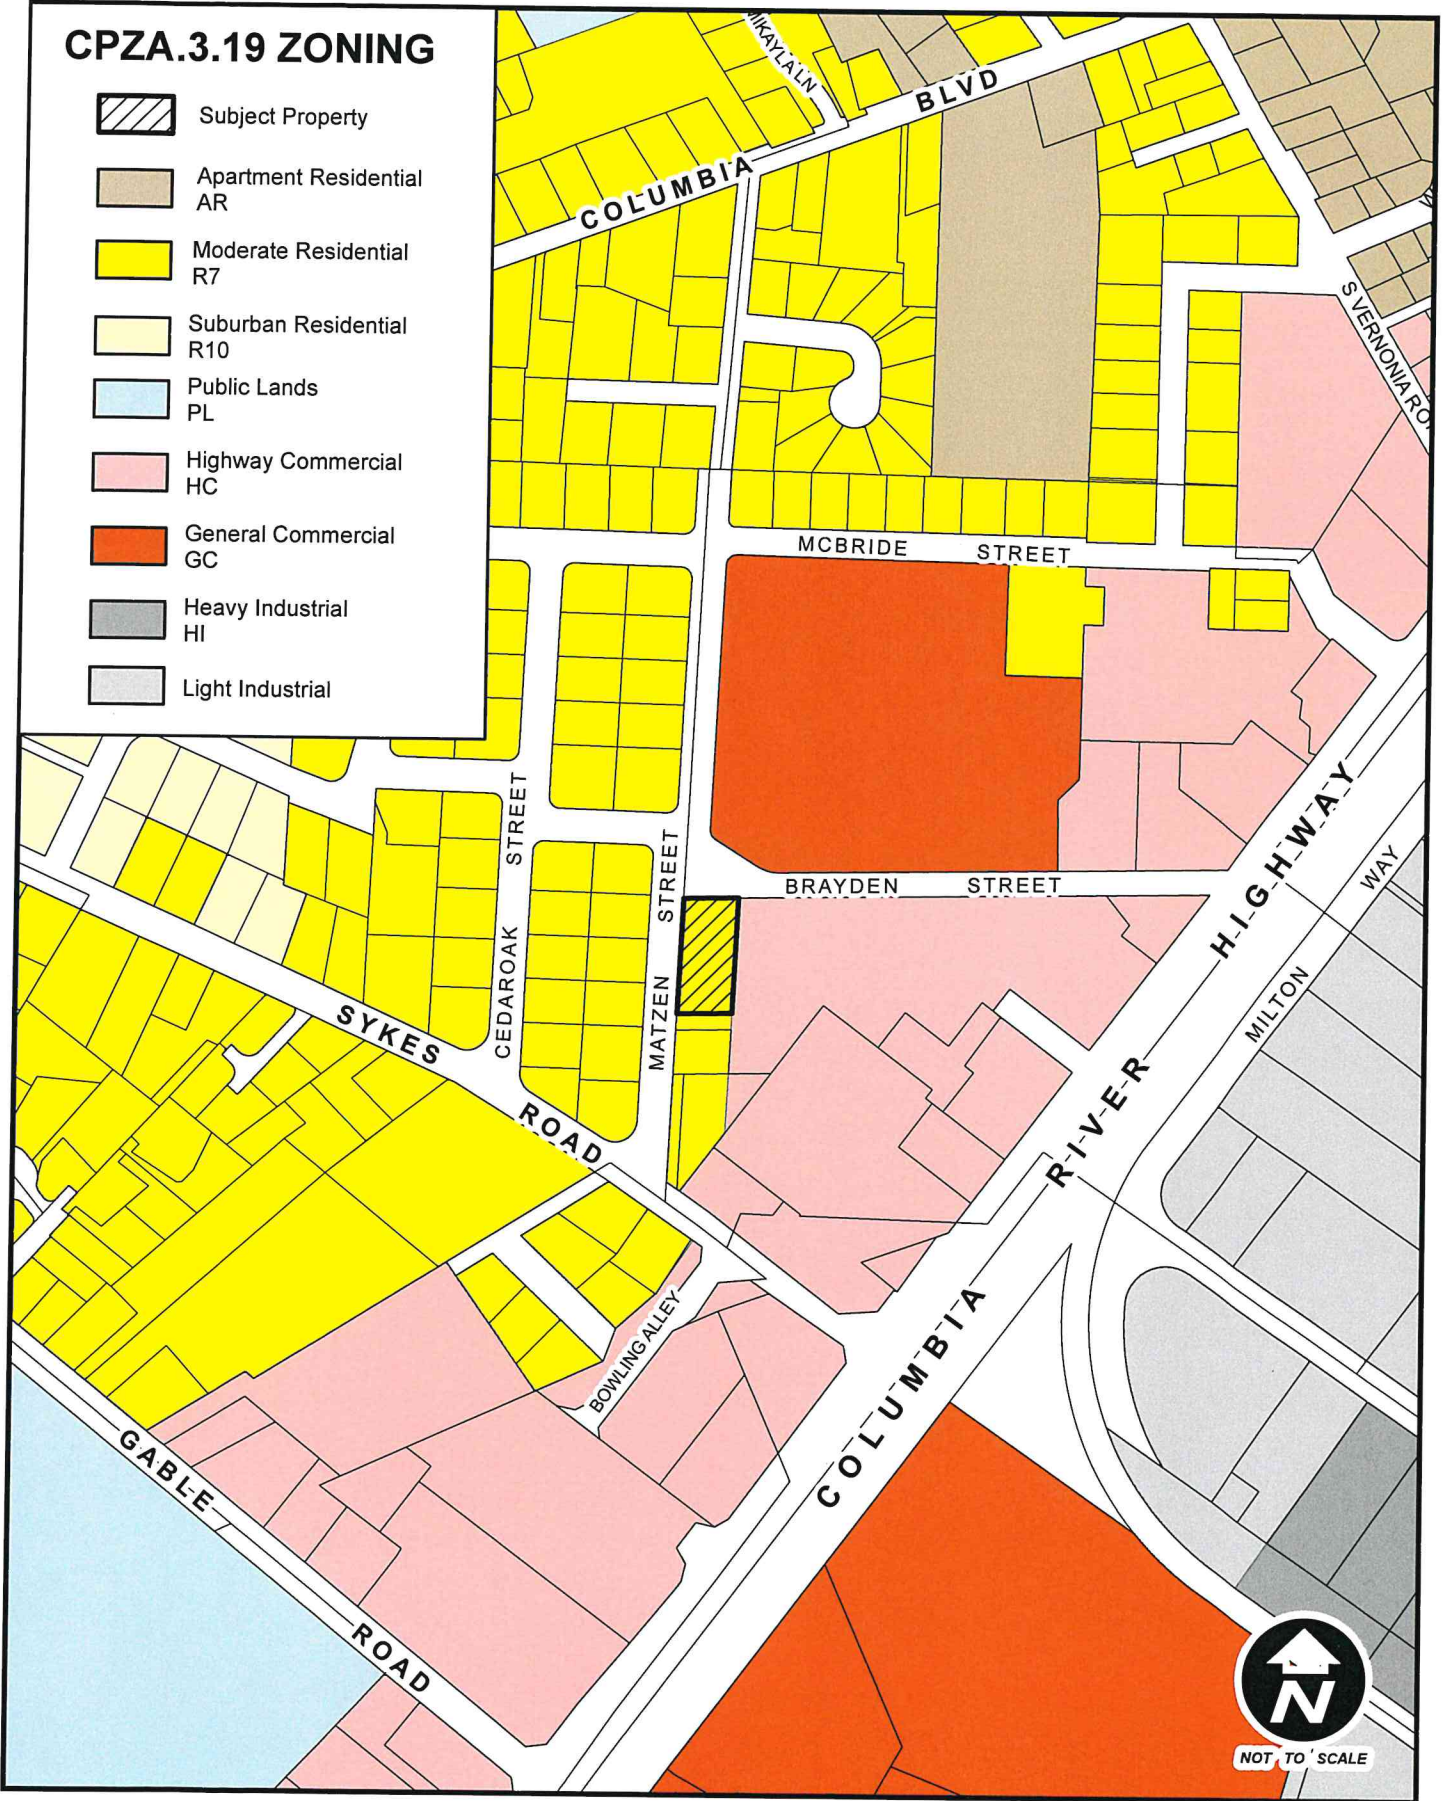 CPZA.3.19 ZONING
Subject Property
Apartment Residential
AR
Moderate Residential
R7
Suburban Residential
R10
Public Lands
PL
Highway Commercial
HC
General Commercial
GC
Heavy Industrial
HI
Light Industrial
MIKAYLA LN
COLUMBIA BLVD
S VERNONIA
MCBRIDE STREET
CEDAROAK STREET
MATZEN STREET
BRAYDEN STREET
COLUMBIA RIVER HIGHWAY
MILTON WAY
SYKES ROAD
BOWLING ALLEY
GABLE ROAD
N
NOT TO SCALE